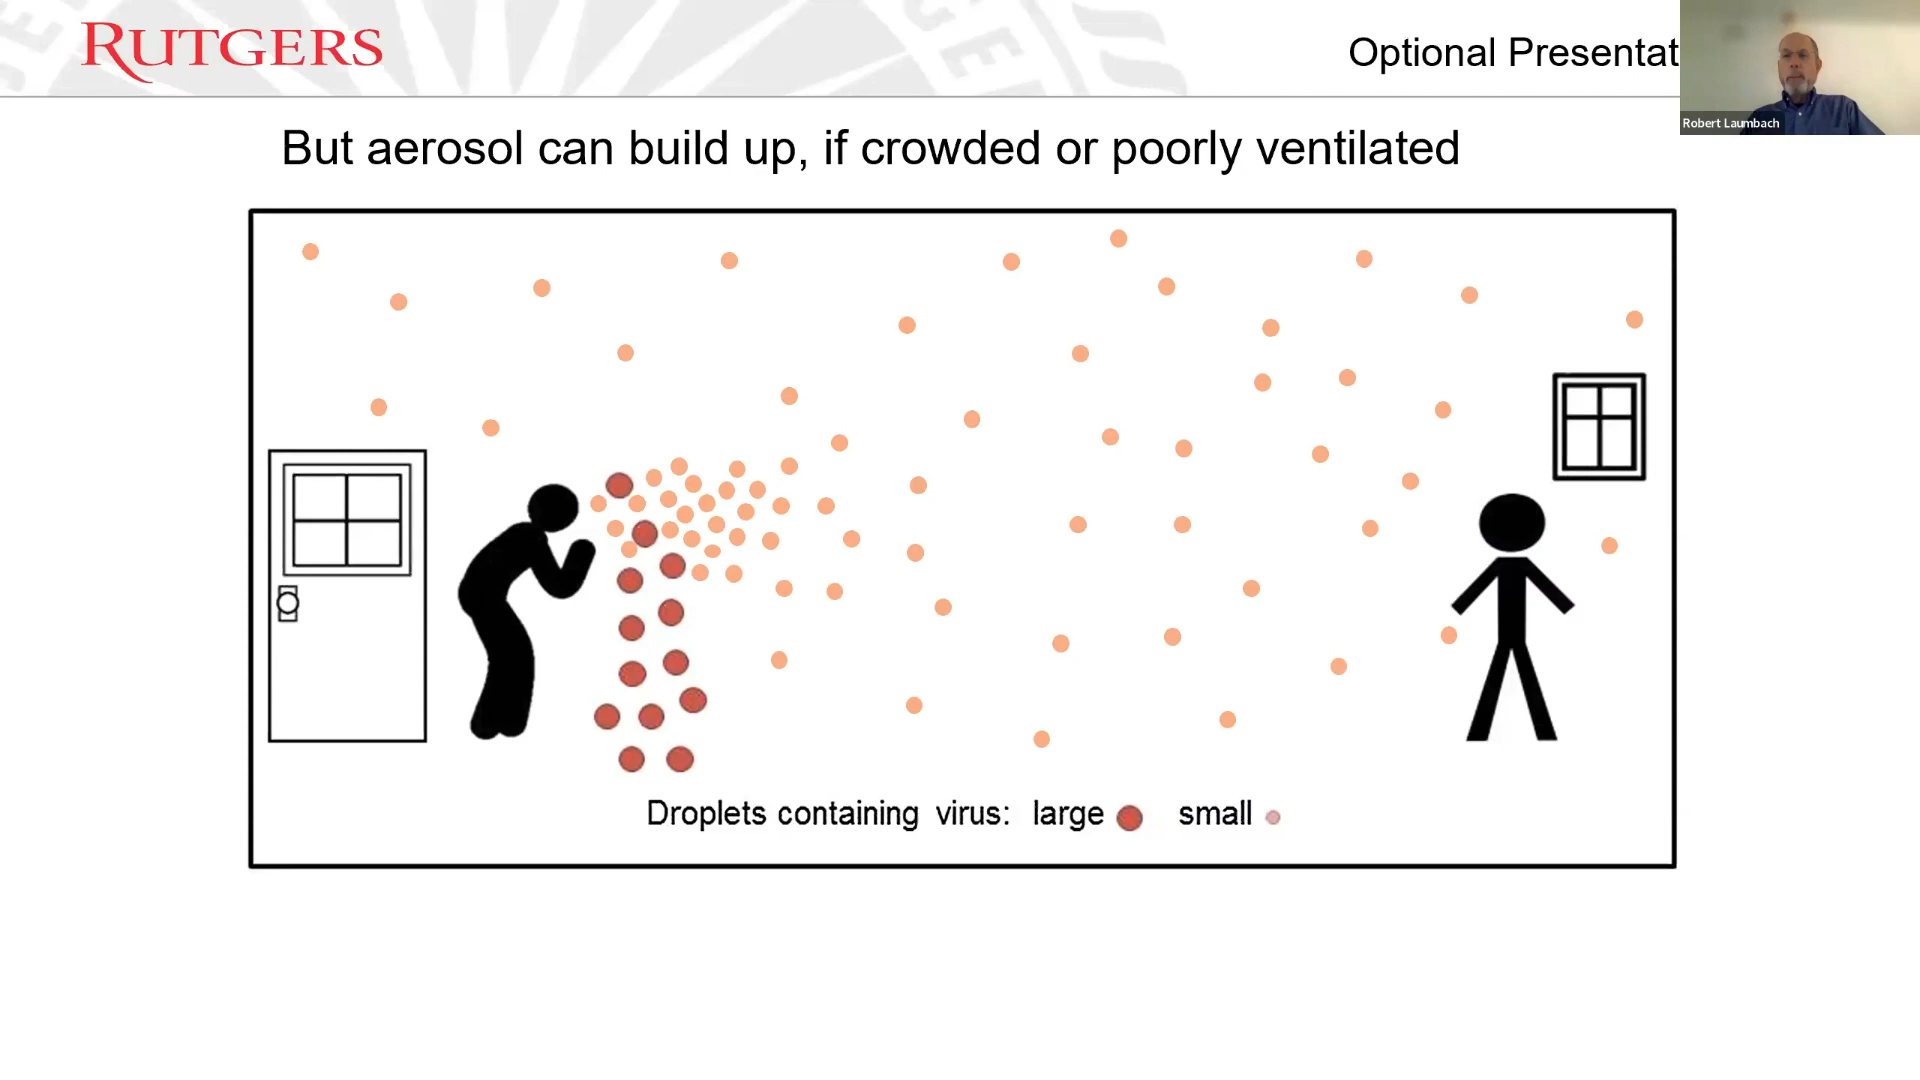 RUTGERS
Optional Presentat
Robert Laumbach
But aerosol can build up, if crowded or poorly ventilated
Droplets containing virus: large small